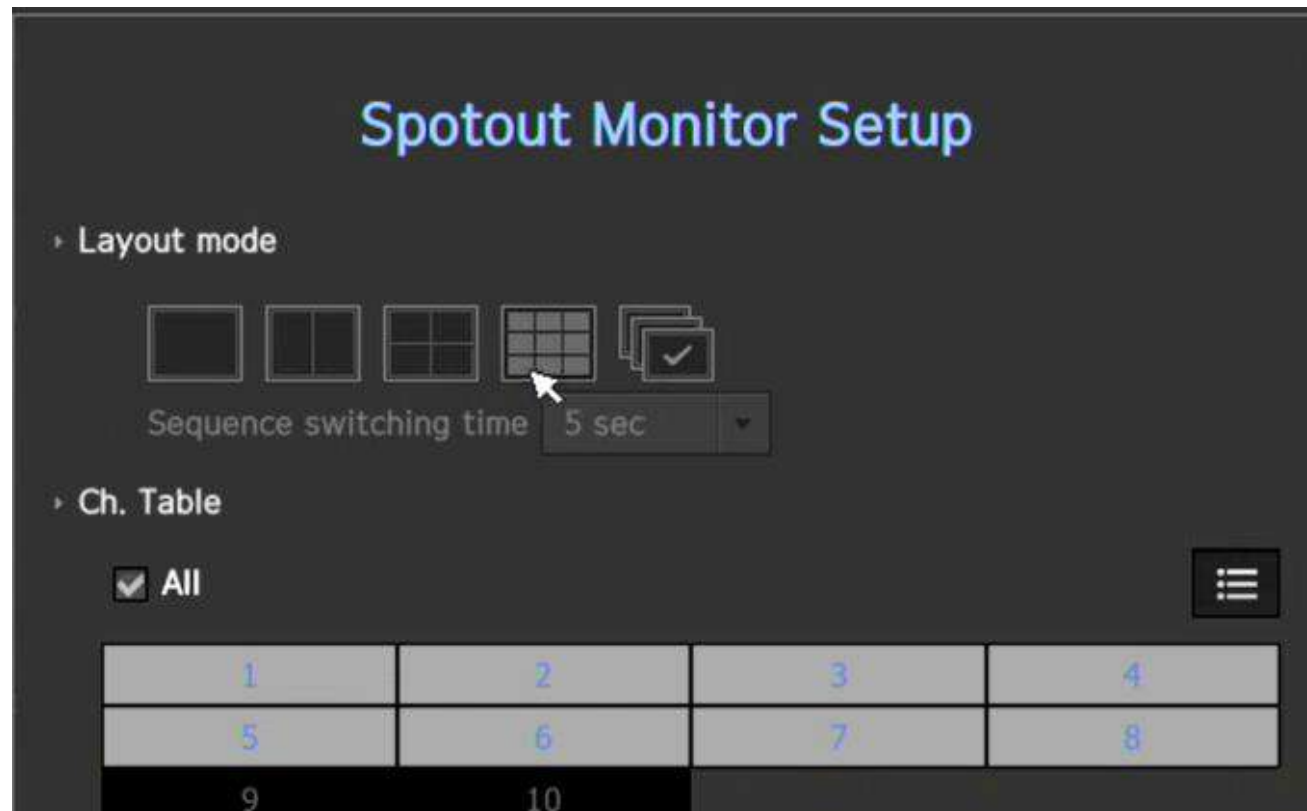 Spotout Monitor Setup
Layout mode
Sequence switching time 5 sec
Ch. Table
All
1 2 3 4
5 6 7 8
9 10